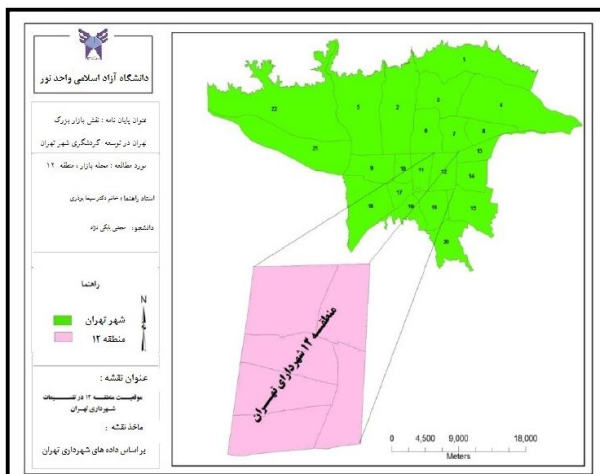 دانشگاه آزاد اسلامی واحد نور
عنوان پایان نامه : نقش بازار بزرگ
تهران در توسعه گردشگری شهر تهران
مورد مطالعه : محله بازار ، منطقه ۱۲
استاد راهنما : خانم دکتر سیما بوذری
دانشجو :
راهنما
N
شهر تهران
منطقه ۱۲
عنوان نقشه :
موقعیت منطقه ۱۲ در تقسیمات
شهرداری تهران
ماخذ نقشه :
بر اساس داده های شهرداری تهران
1
22
5
2
3
4
6
7
8
21
13
9
10
11
12
14
17
18
19
16
15
20
منطقه ۱۲ شهردارای تهران
0 4,500 9,000 18,000
Meters